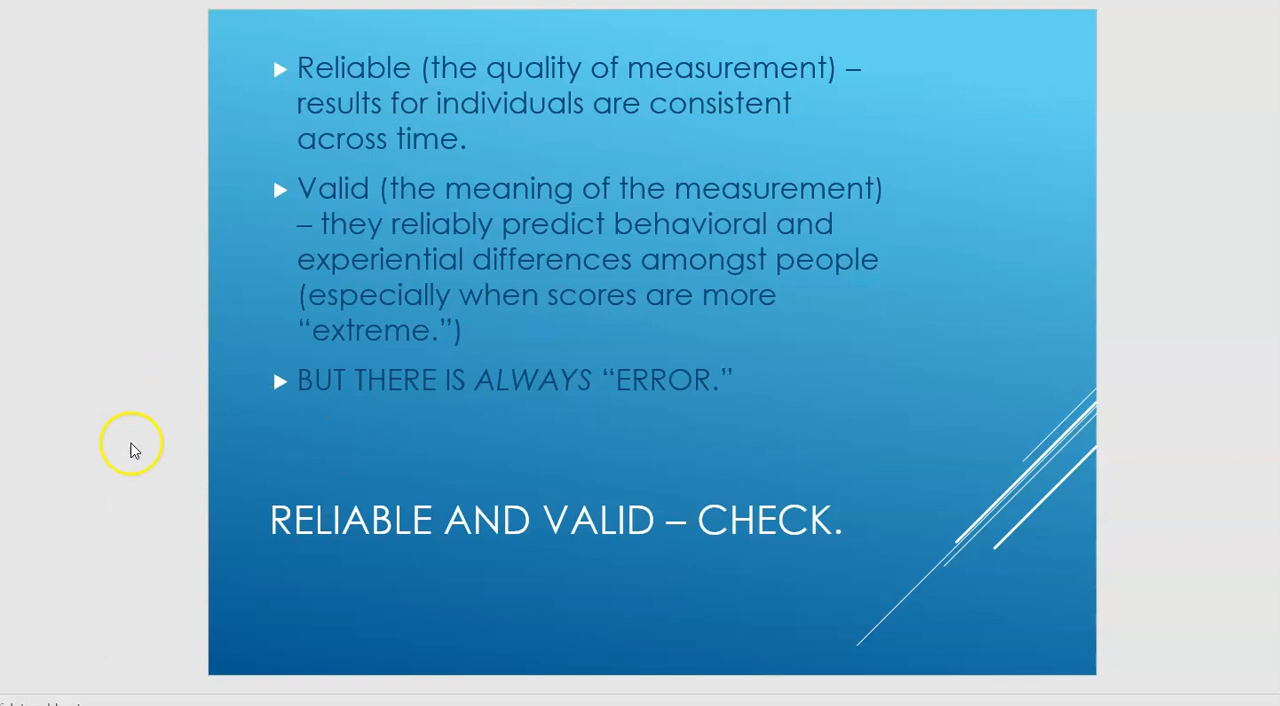 Reliable (the quality of measurement) –
results for individuals are consistent
across time.
Valid (the meaning of the measurement)
– they reliably predict behavioral and
experiential differences amongst people
(especially when scores are more
“extreme.”)
BUT THERE IS ALWAYS “ERROR.”
RELIABLE AND VALID – CHECK.